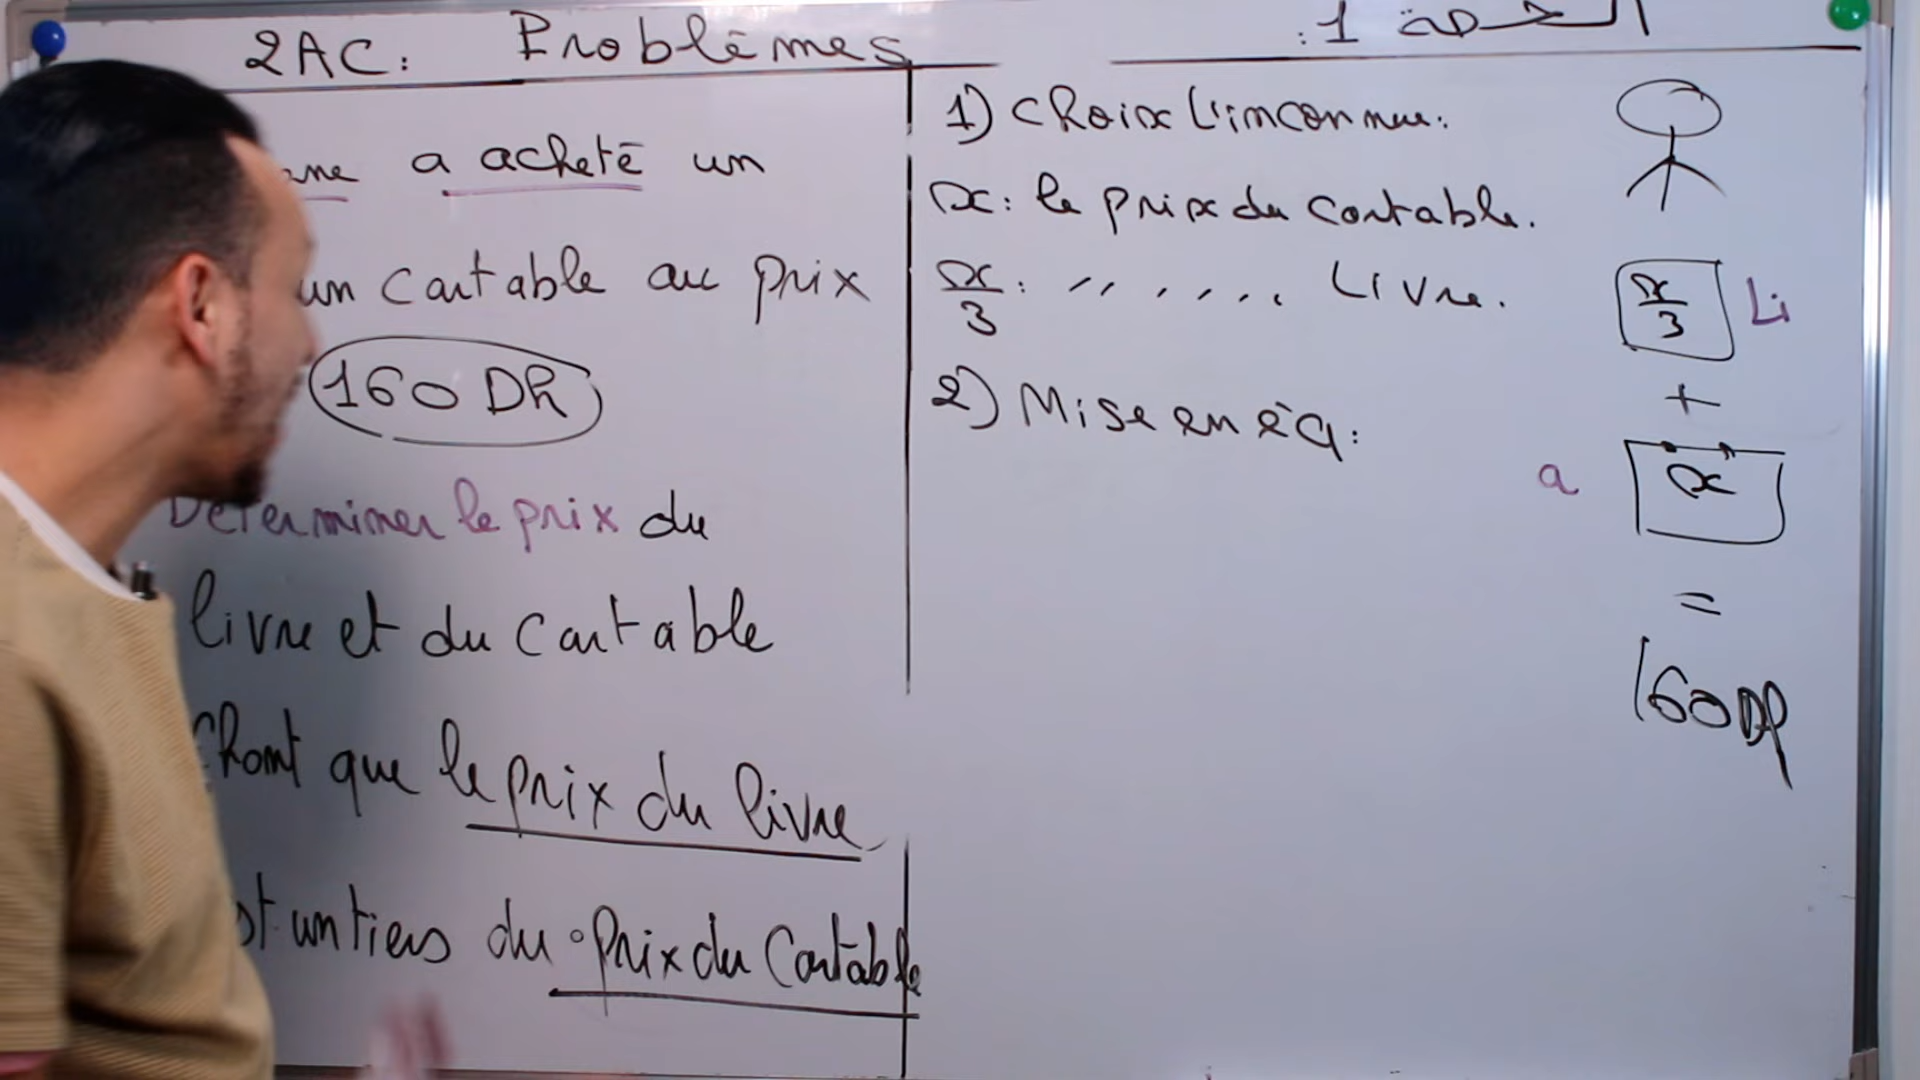 2AC: Problèmes
الحصة 1:
a acheté un
un cartable au prix
160 DH
Déterminer le prix du
livre et du cartable
chant que le prix du livre
st un tiers du prix du Cartable
1) Choix l'inconnue:
x: le prix du cartable.
x/3: ,, , , , , Livre.
2) Mise en éq:
x/3 Li
+
a x
=
160 DH